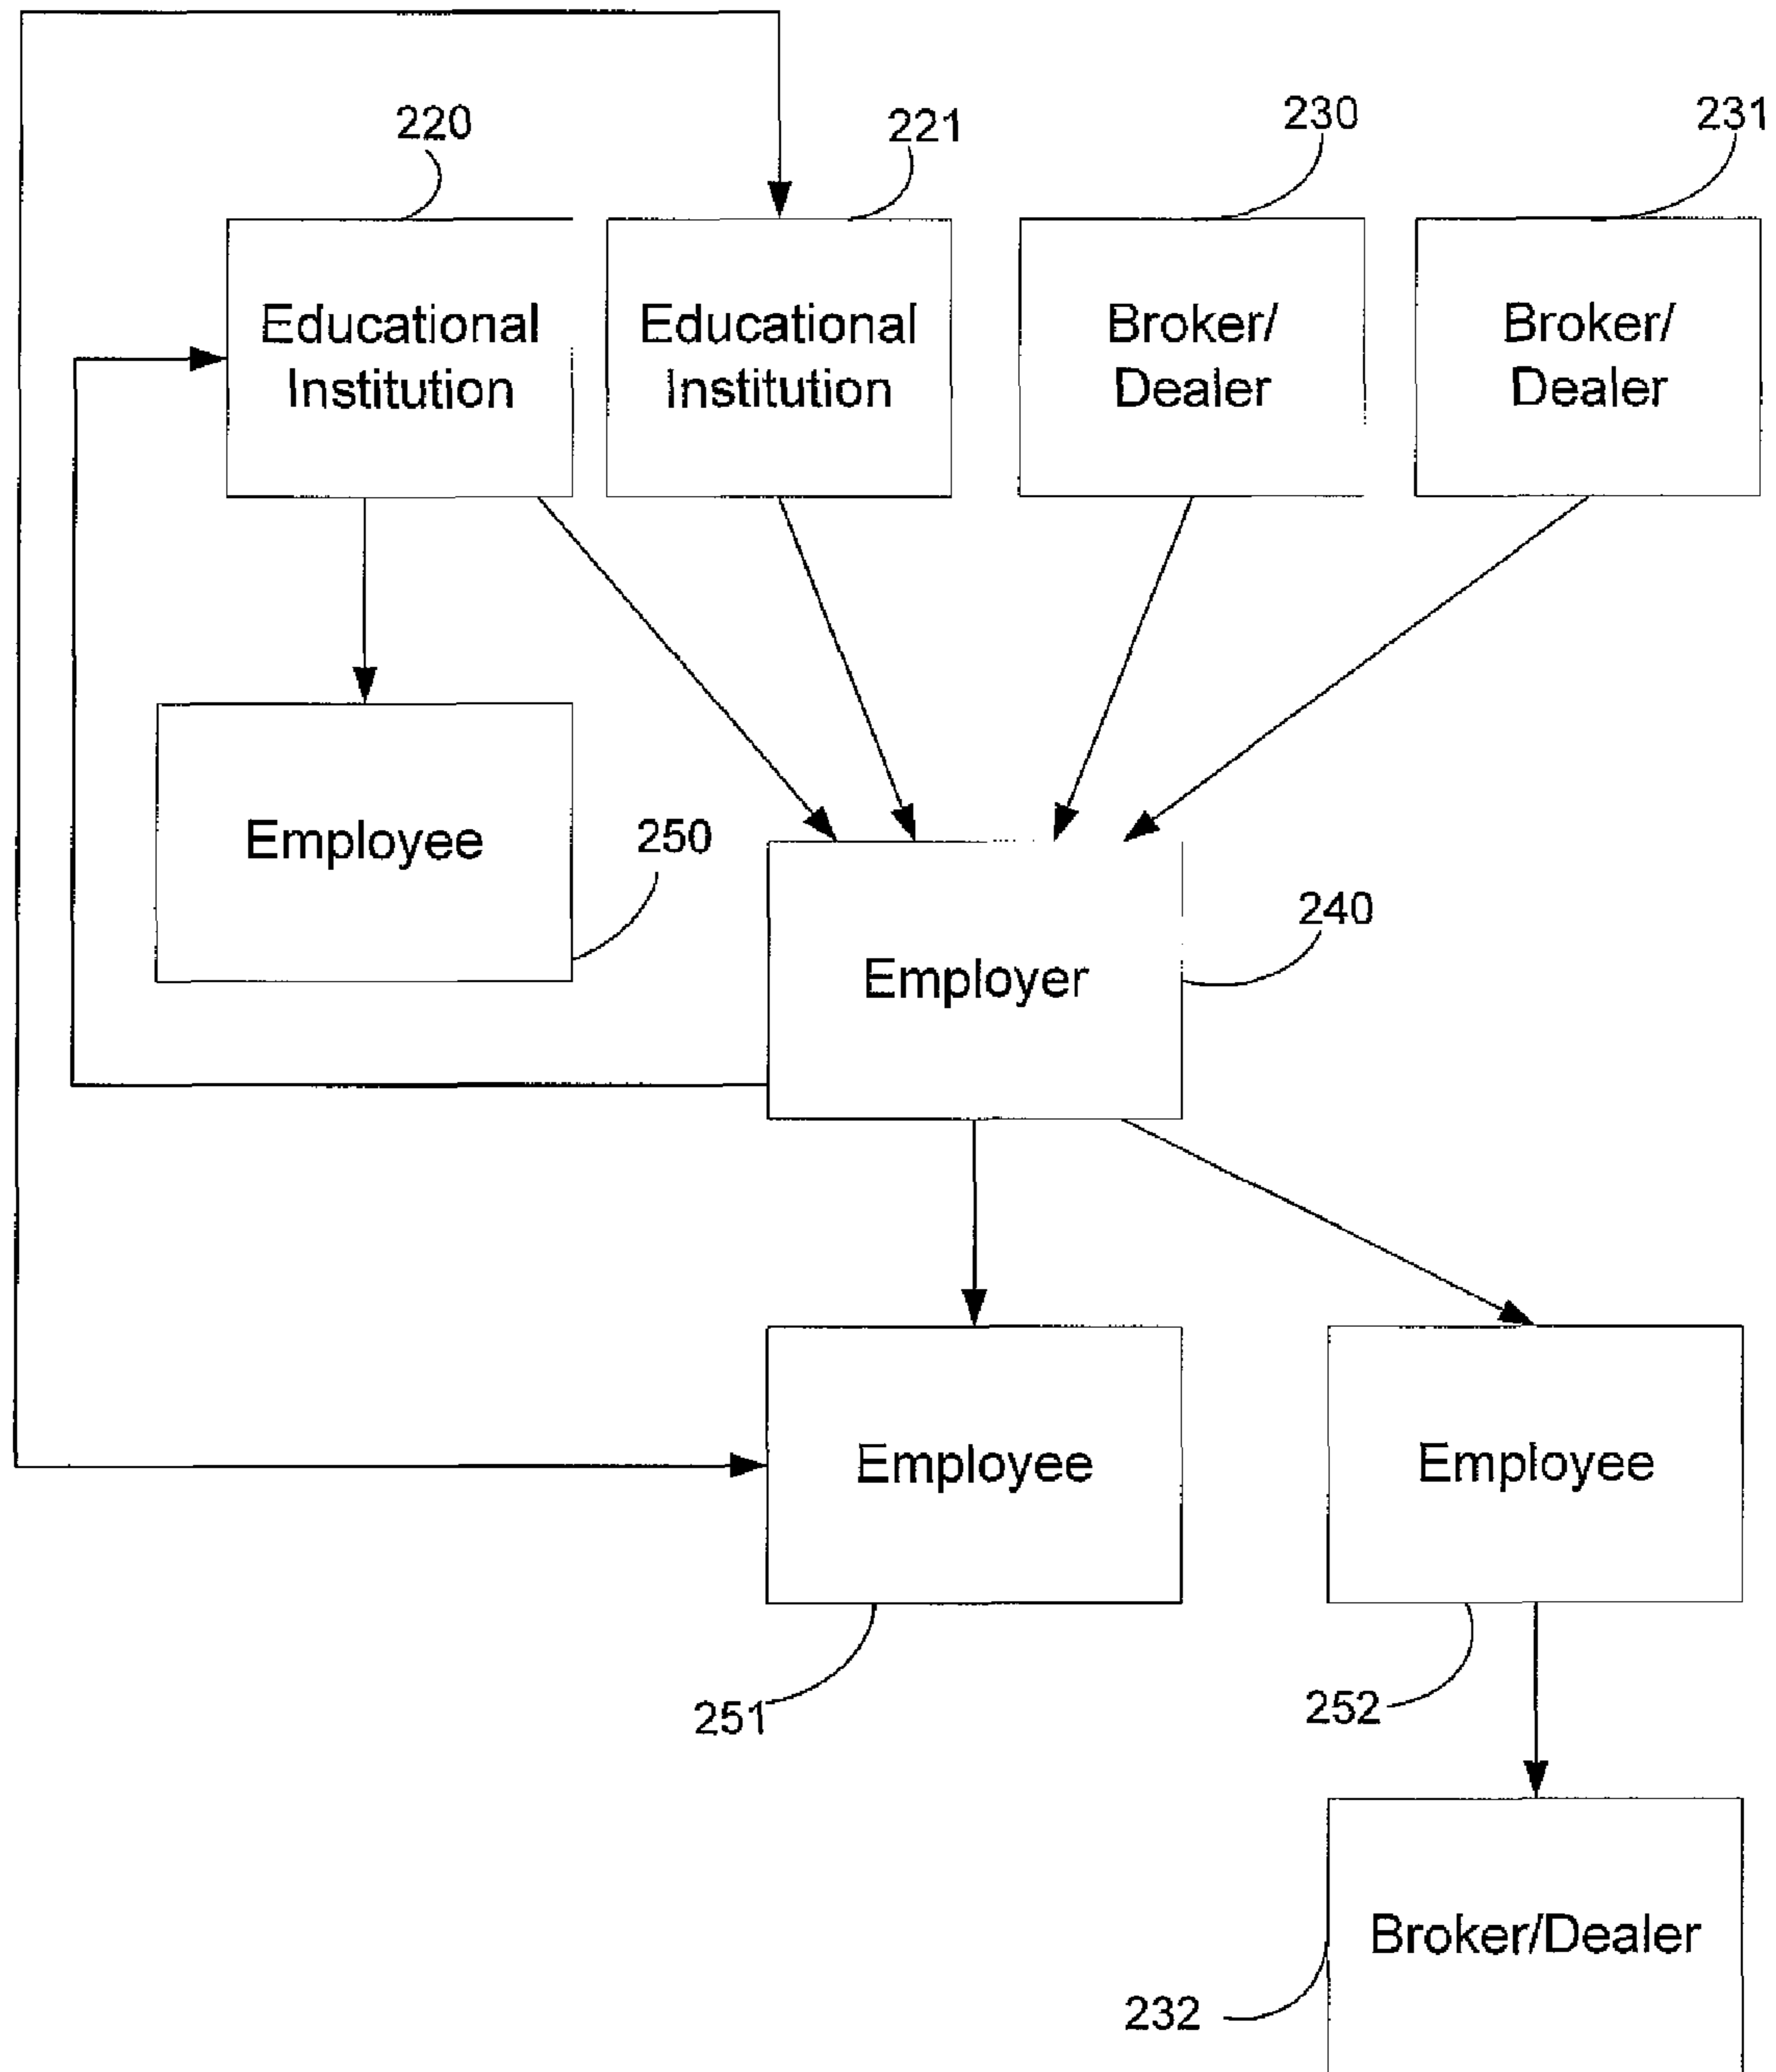 220
221
230
231
Educational
Institution
Educational
Institution
Broker/
Dealer
Broker/
Dealer
Employee
250
Employer
240
Employee
Employee
251
252
Broker/Dealer
232